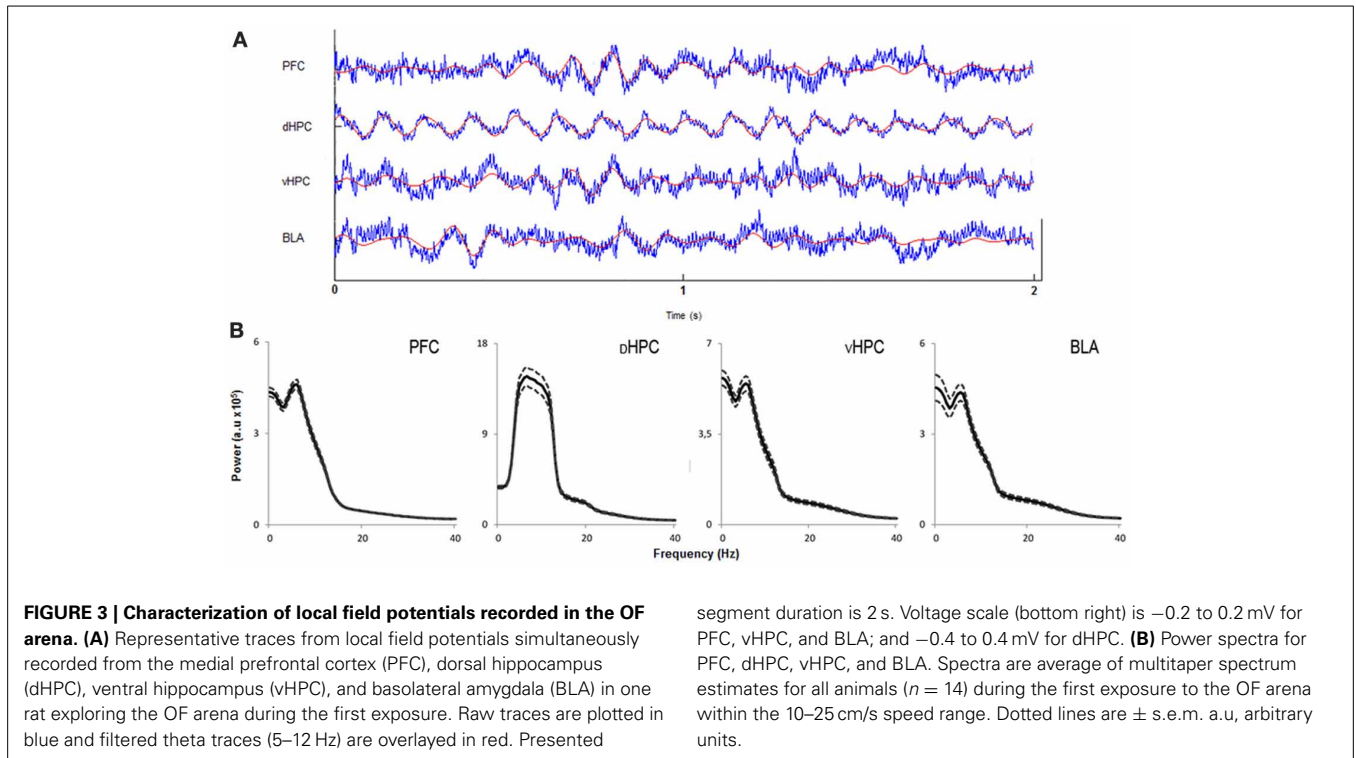 A
PFC
dHPC
vHPC
BLA
0 1 2
Time (s)
B
PFC DHPC VHPC BLA
6 18 7 6
3 9 3,5 3
0 0 0 0
Power (a.u x 10⁵)
0 20 40 0 20 40 0 20 40 0 20 40
Frequency (Hz)
FIGURE 3 | Characterization of local field potentials recorded in the OF
arena. (A) Representative traces from local field potentials simultaneously
recorded from the medial prefrontal cortex (PFC), dorsal hippocampus
(dHPC), ventral hippocampus (vHPC), and basolateral amygdala (BLA) in one
rat exploring the OF arena during the first exposure. Raw traces are plotted in
blue and filtered theta traces (5–12 Hz) are overlayed in red. Presented
segment duration is 2 s. Voltage scale (bottom right) is −0.2 to 0.2 mV for
PFC, vHPC, and BLA; and −0.4 to 0.4 mV for dHPC. (B) Power spectra for
PFC, dHPC, vHPC, and BLA. Spectra are average of multitaper spectrum
estimates for all animals (n = 14) during the first exposure to the OF arena
within the 10–25 cm/s speed range. Dotted lines are ± s.e.m. a.u, arbitrary
units.